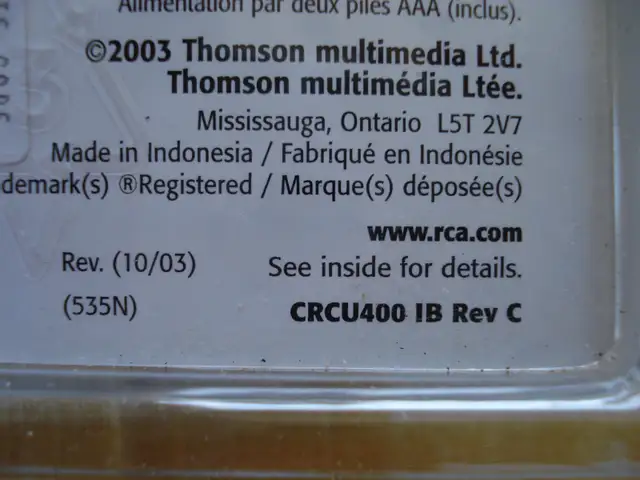 Alimentation par deux piles AAA (inclus).
©2003 Thomson multimedia Ltd.
Thomson multimédia Ltée.
Mississauga, Ontario L5T 2V7
Made in Indonesia / Fabriqué en Indonésie
demark(s) ®Registered / Marque(s) déposée(s)
www.rca.com
Rev. (10/03) See inside for details.
(535N) CRCU400 IB Rev C